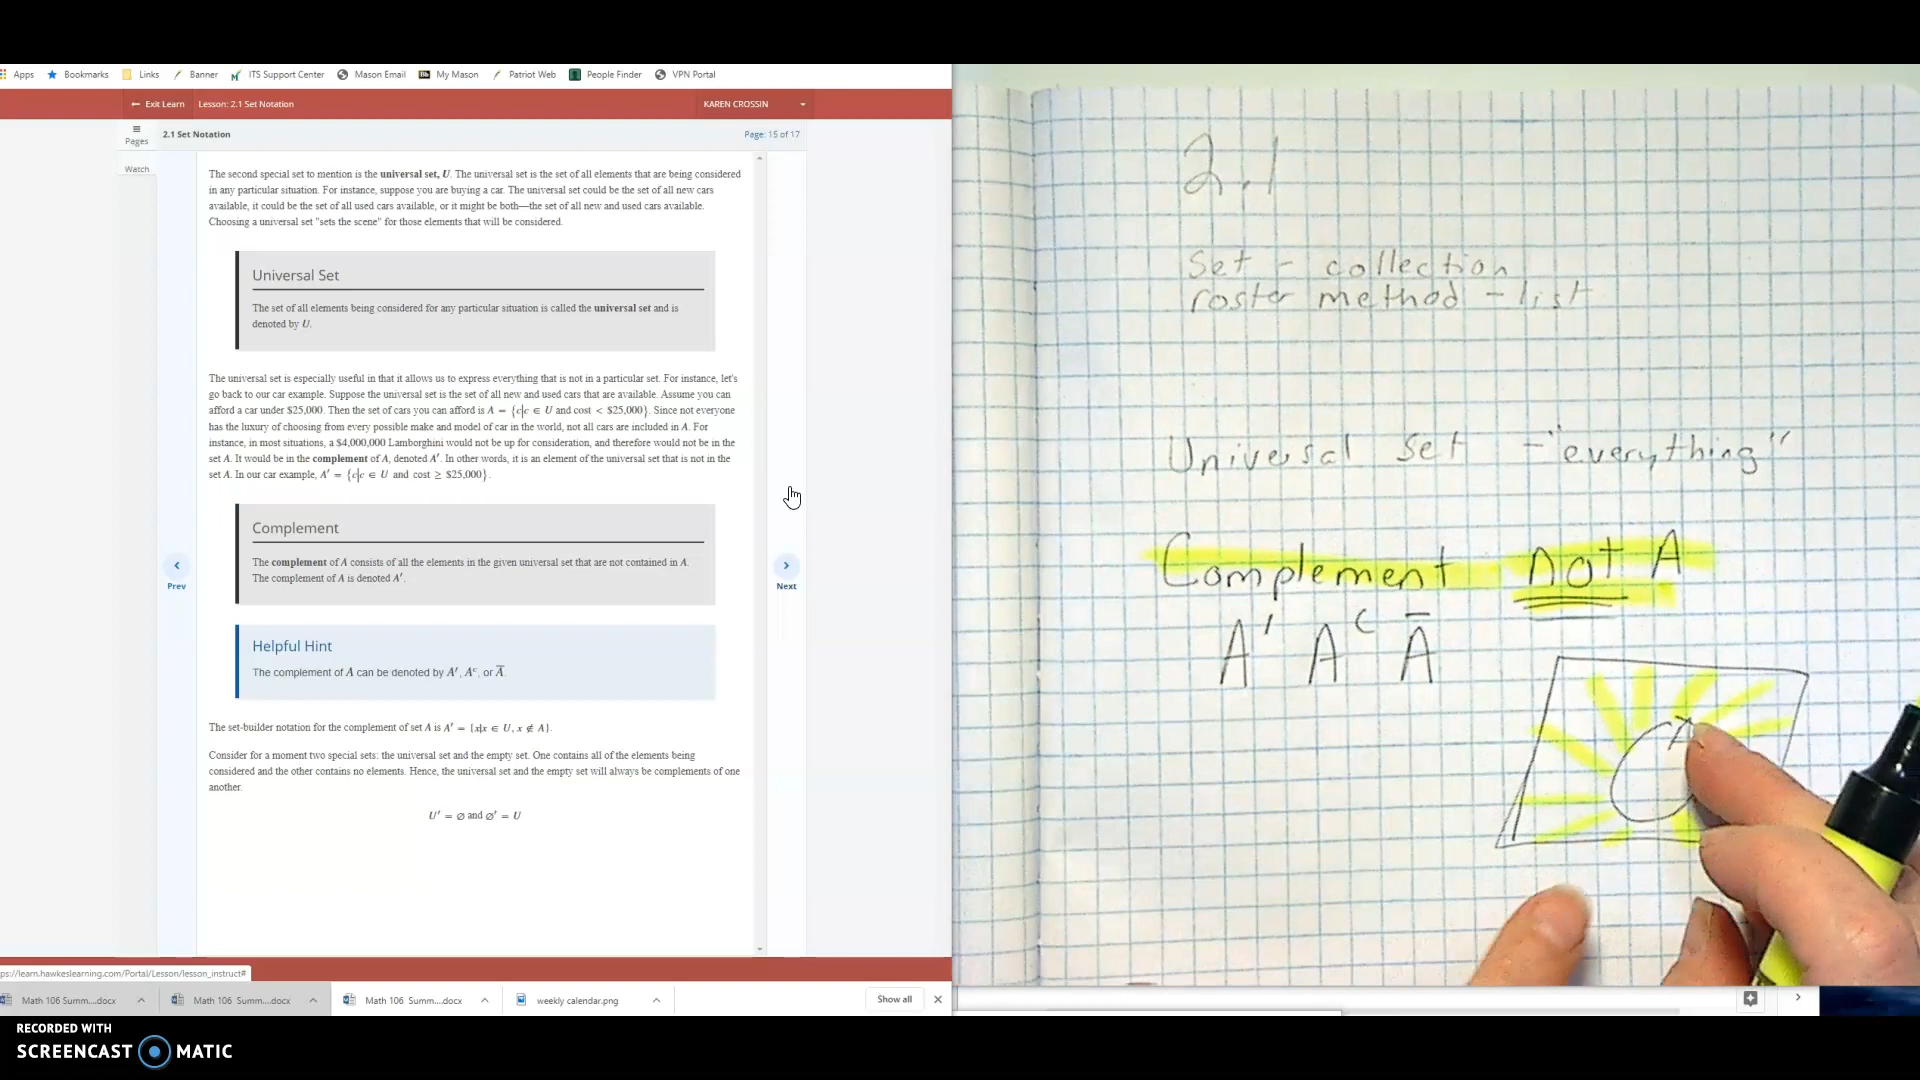 Apps Bookmarks Links Banner ITS Support Center Mason Email My Mason Patriot Web People Finder VPN Portal
← Exit Learn Lesson: 2.1 Set Notation KAREN CROSSIN
Pages
2.1 Set Notation Page: 15 of 17
Watch
The second special set to mention is the universal set, U. The universal set is the set of all elements that are being considered
in any particular situation. For instance, suppose you are buying a car. The universal set could be the set of all new cars
available, it could be the set of all used cars available, or it might be both—the set of all new and used cars available.
Choosing a universal set "sets the scene" for those elements that will be considered.
Universal Set
The set of all elements being considered for any particular situation is called the universal set and is
denoted by U.
The universal set is especially useful in that it allows us to express everything that is not in a particular set. For instance, let's
go back to our car example. Suppose the universal set is the set of all new and used cars that are available. Assume you can
afford a car under $25,000. Then the set of cars you can afford is A = {c|c ∈ U and cost < $25,000}. Since not everyone
has the luxury of choosing from every possible make and model of car in the world, not all cars are included in A. For
instance, in most situations, a $4,000,000 Lamborghini would not be up for consideration, and therefore would not be in the
set A. It would be in the complement of A, denoted A′. In other words, it is an element of the universal set that is not in the
set A. In our car example, A′ = {c|c ∈ U and cost ≥ $25,000}.
Complement
The complement of A consists of all the elements in the given universal set that are not contained in A.
The complement of A is denoted A′.
Prev
Next
Helpful Hint
The complement of A can be denoted by A′, Aᶜ, or A̅.
The set-builder notation for the complement of set A is A′ = {x|x ∈ U, x ∉ A}.
Consider for a moment two special sets: the universal set and the empty set. One contains all of the elements being
considered and the other contains no elements. Hence, the universal set and the empty set will always be complements of one
another.
U′ = ∅ and ∅′ = U
ps://learn.hawkeslearning.com/Portal/Lesson/lesson_instruct#
Math 106 Summ....docx Math 106 Summ....docx Math 106 Summ....docx weekly calendar.png Show all
RECORDED WITH
SCREENCAST MATIC
2.1
Set - collection
roster method - list
Universal Set - "everything"
Complement not A
A′ Aᶜ A̅
A